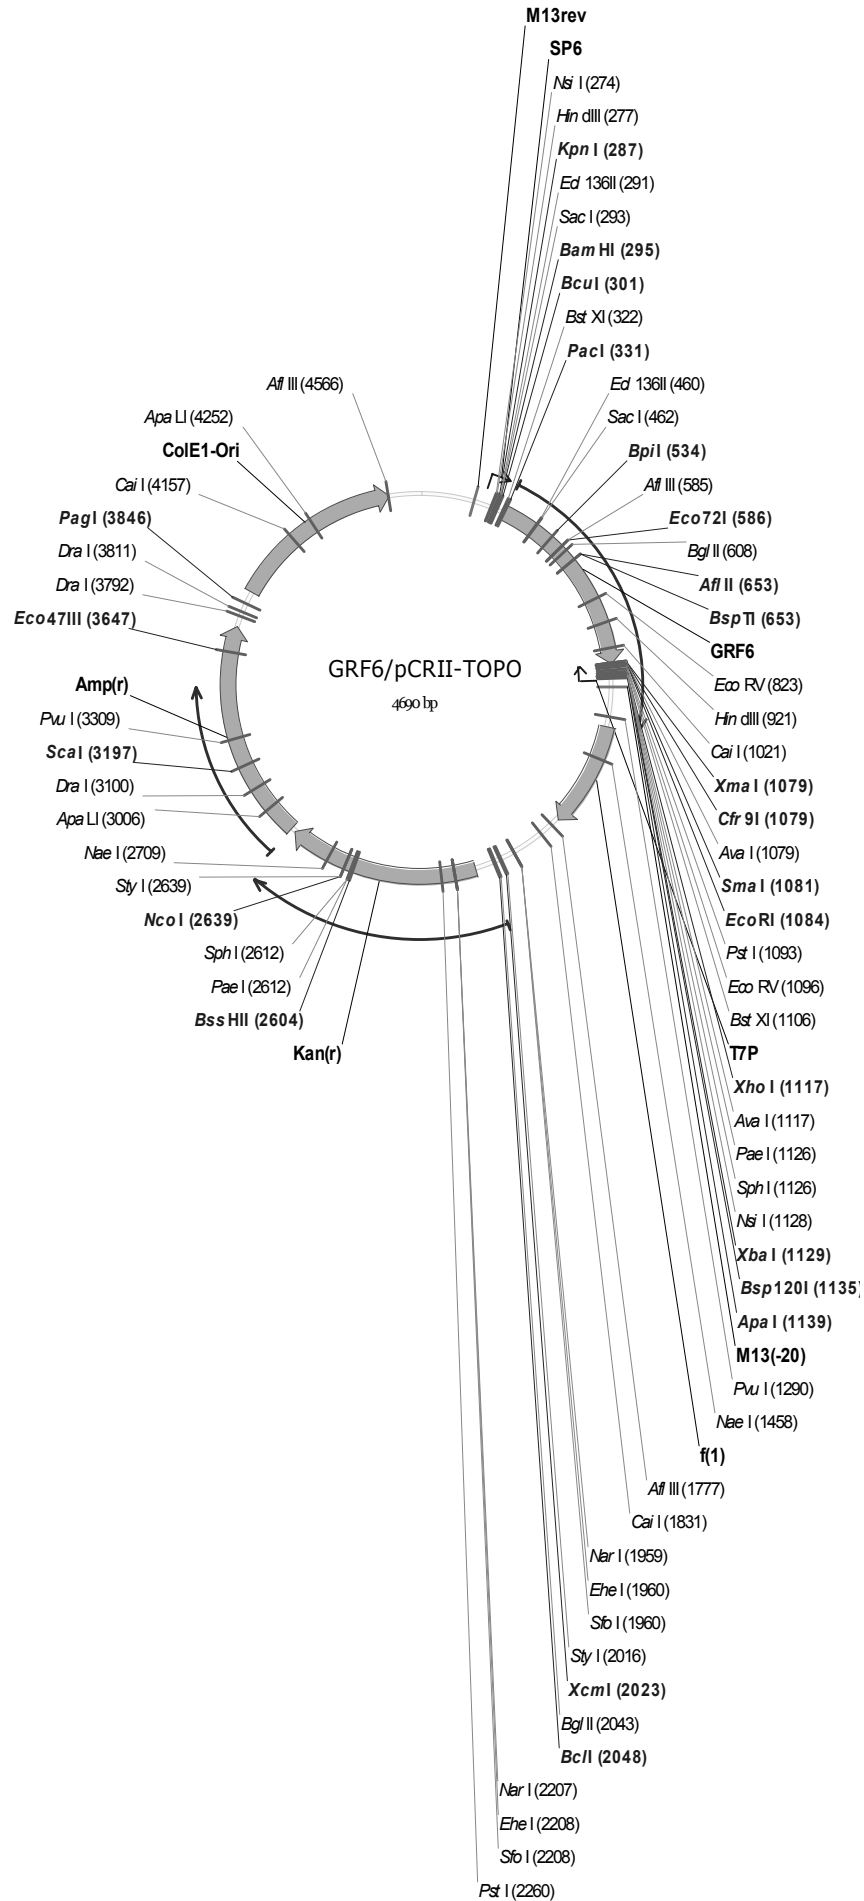 M13rev
SP6
Nsi I (274)
Hin dIII (277)
Kpn I (287)
Ecl 136II (291)
Sac I (293)
Bam HI (295)
Bcu I (301)
Bst XI (322)
Pac I (331)
Ecl 136II (460)
Sac I (462)
Bpi I (534)
Afl III (585)
Eco72I (586)
Bgl II (608)
Afl II (653)
Bsp TI (653)
GRF6
Eco RV (823)
Hin dIII (921)
Cai I (1021)
Xma I (1079)
Cfr 9I (1079)
Ava I (1079)
Sma I (1081)
EcoRI (1084)
Pst I (1093)
Eco RV (1096)
Bst XI (1106)
T7P
Xho I (1117)
Ava I (1117)
Pae I (1126)
Sph I (1126)
Nsi I (1128)
Xba I (1129)
Bsp120I (1135)
Apa I (1139)
M13(-20)
Pvu I (1290)
Nae I (1458)
f(1)
Afl III (1777)
Cai I (1831)
Nar I (1959)
Ehe I (1960)
Sfo I (1960)
Sty I (2016)
XcmI (2023)
Bgl II (2043)
BclI (2048)
Nar I (2207)
Ehe I (2208)
Sfo I (2208)
Pst I (2260)
Kan(r)
Bss HII (2604)
Pae I (2612)
Sph I (2612)
Nco I (2639)
Sty I (2639)
Nae I (2709)
Apa LI (3006)
Dra I (3100)
ScaI (3197)
Pvu I (3309)
Amp(r)
Eco47III (3647)
Dra I (3792)
Dra I (3811)
PagI (3846)
Cai I (4157)
ColE1-Ori
Apa LI (4252)
Afl III (4566)
GRF6/pCRII-TOPO
4690 bp